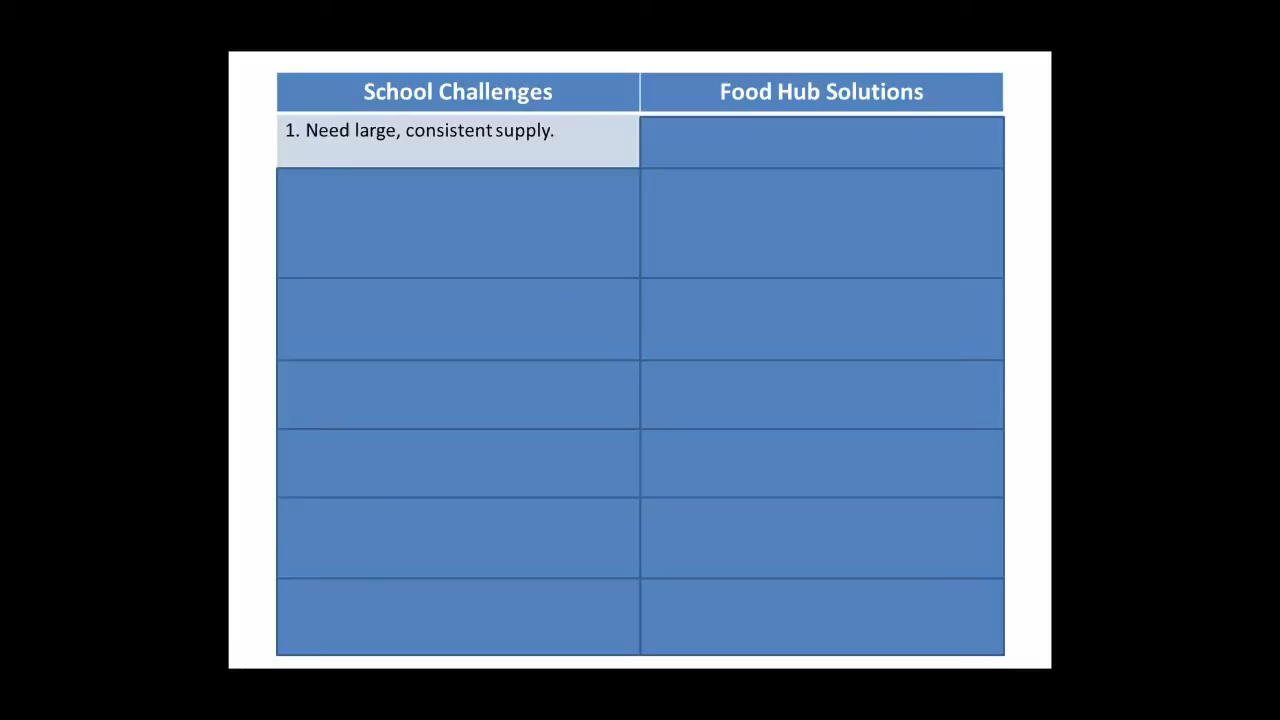 School Challenges
Food Hub Solutions
1. Need large, consistent supply.